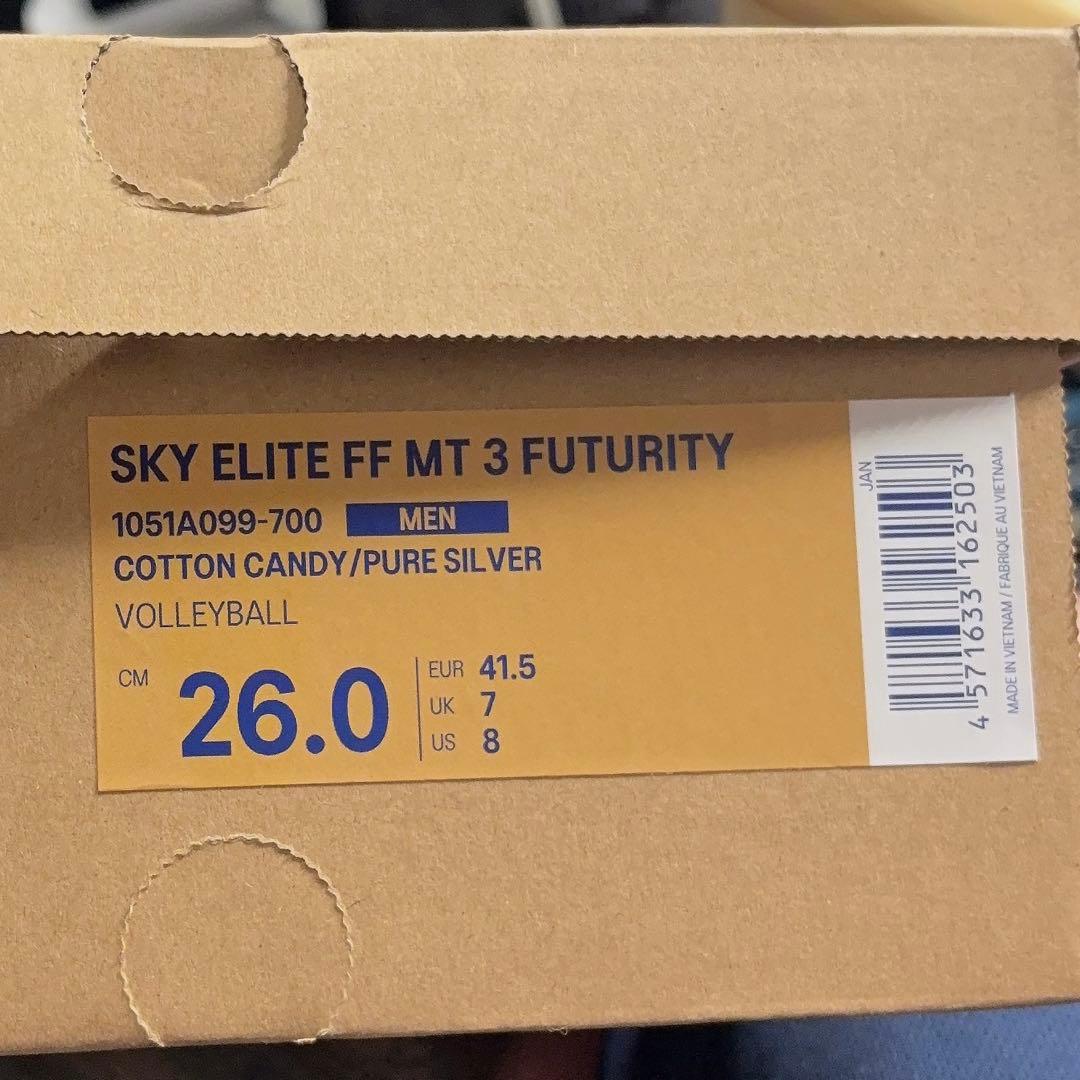 SKY ELITE FF MT 3 FUTURITY
1051A099-700 MEN
COTTON CANDY/PURE SILVER
VOLLEYBALL
CM 26.0
EUR 41.5
UK 7
US 8
JAN
4 571633 162503
MADE IN VIETNAM / FABRIQUE AU VIETNAM